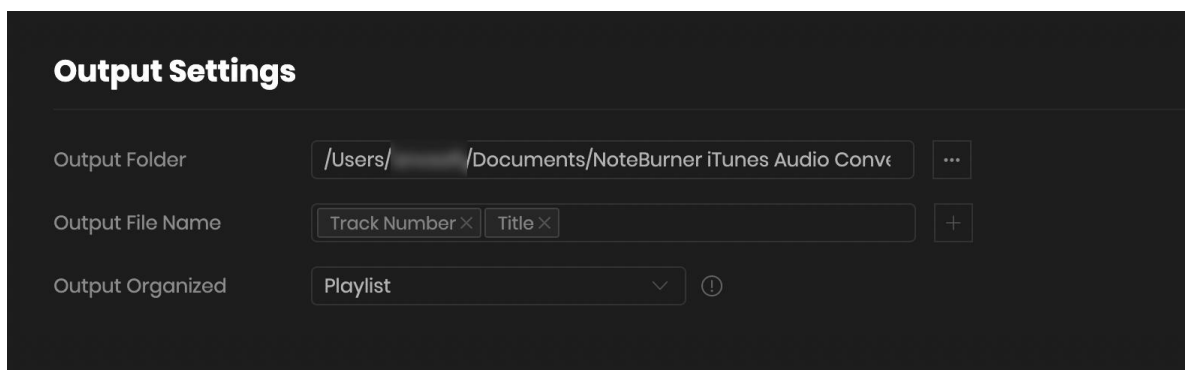 Output Settings
Output Folder /Users/ /Documents/NoteBurner iTunes Audio Conve
Output File Name Track Number Title
Output Organized Playlist